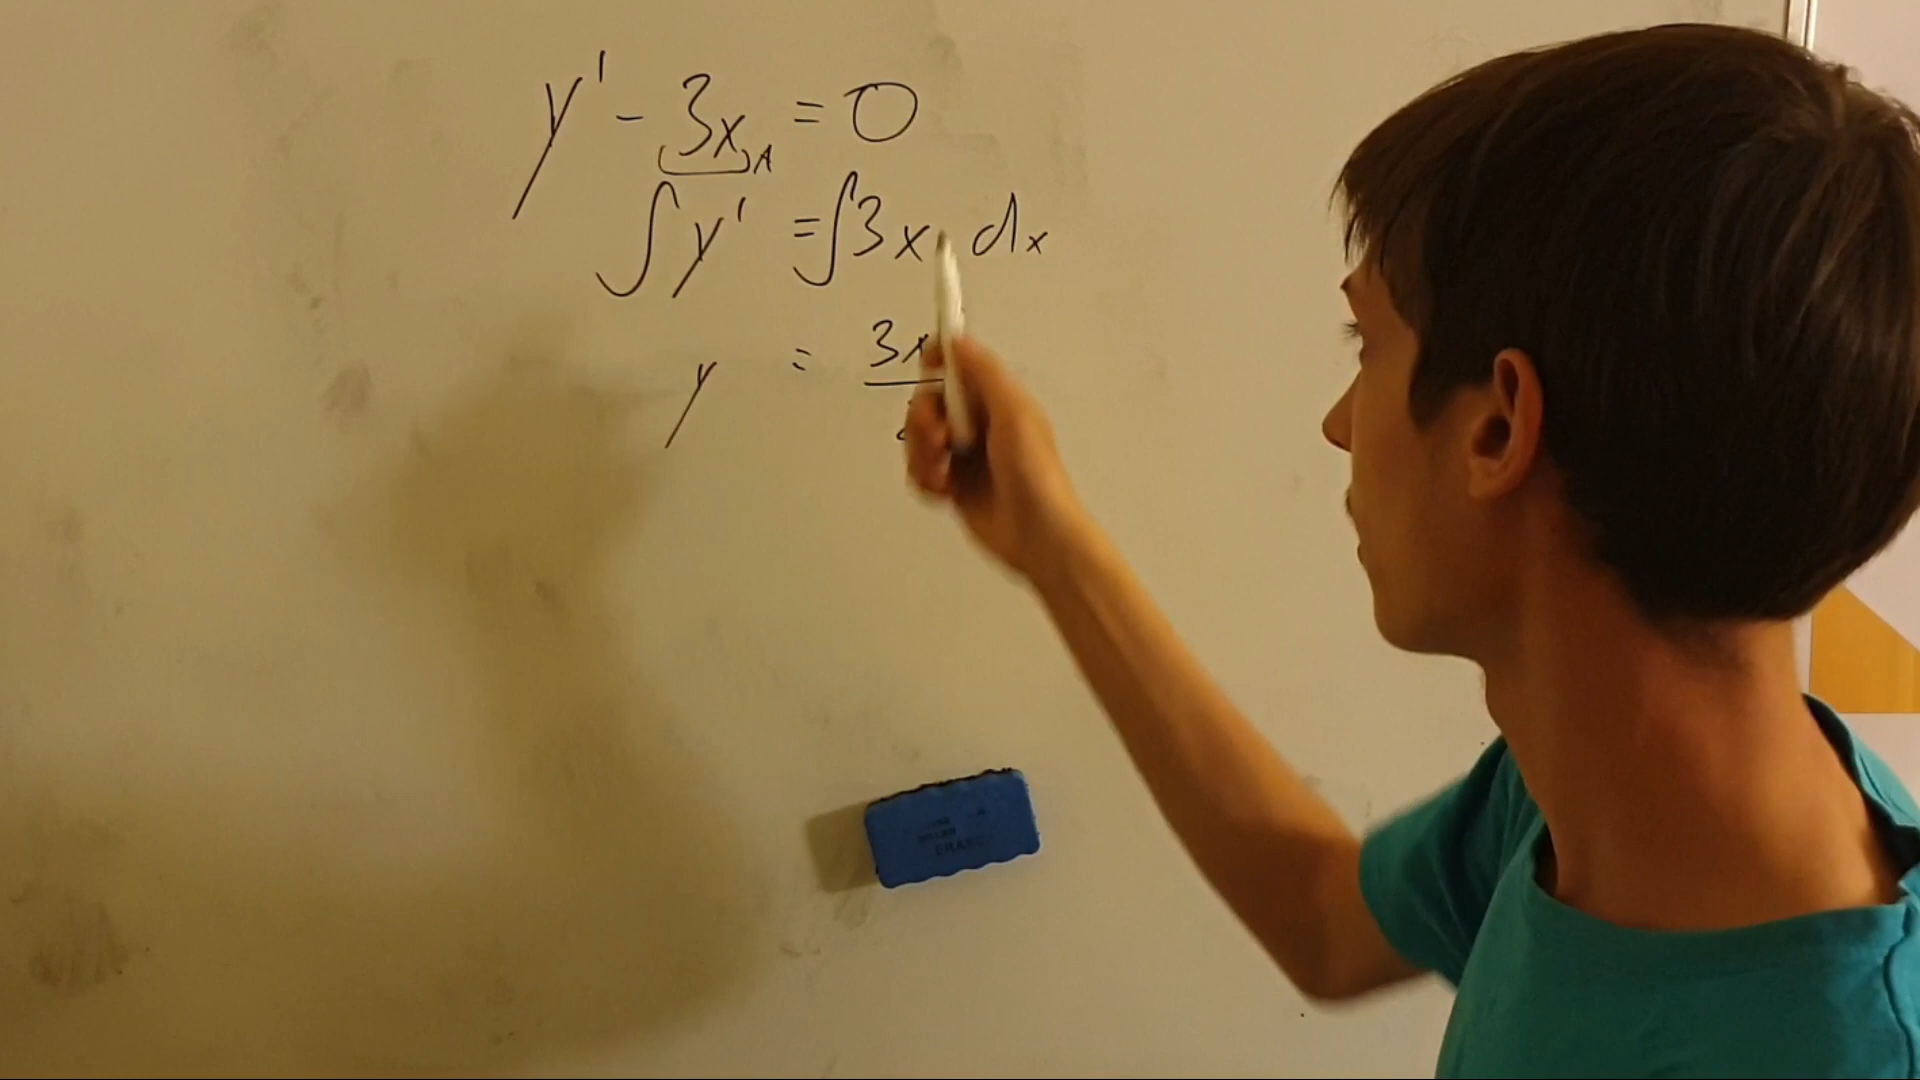 y' - 3x = 0
A
∫ y' = ∫ 3x dx
y = 3x